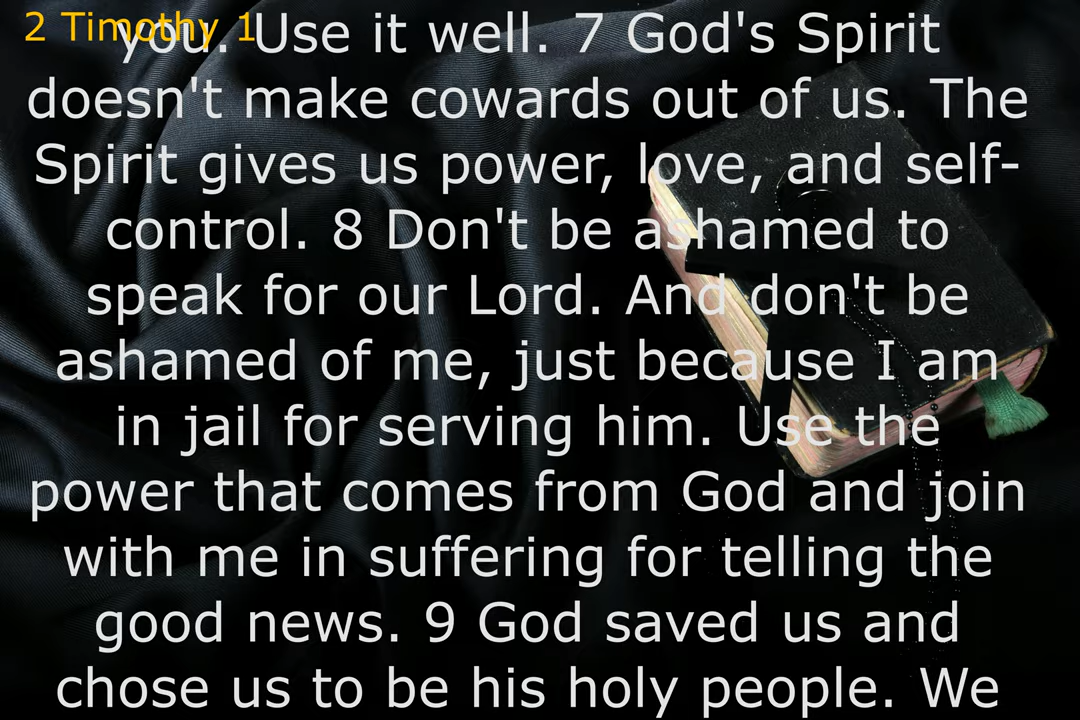 2 Timothy 1
you. Use it well. 7 God's Spirit
doesn't make cowards out of us. The
Spirit gives us power, love, and self-
control. 8 Don't be ashamed to
speak for our Lord. And don't be
ashamed of me, just because I am
in jail for serving him. Use the
power that comes from God and join
with me in suffering for telling the
good news. 9 God saved us and
chose us to be his holy people. We